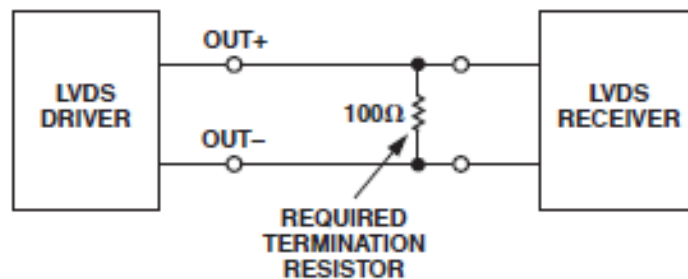 OUT+
LVDS
DRIVER
100Ω
LVDS
RECEIVER
OUT–
REQUIRED
TERMINATION
RESISTOR